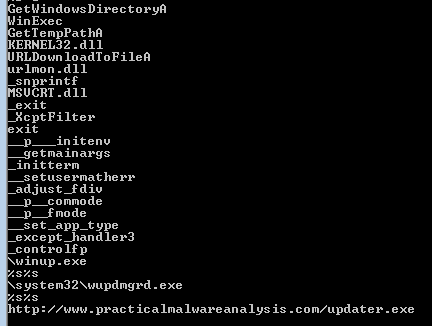 GetWindowsDirectoryA
WinExec
GetTempPathA
KERNEL32.dll
URLDownloadToFileA
urlmon.dll
_snprintf
MSVCRT.dll
_exit
_XcptFilter
exit
__p___initenv
__getmainargs
_initterm
__setusermatherr
_adjust_fdiv
__p__commode
__p__fmode
__set_app_type
_except_handler3
_controlfp
\winup.exe
%s%s
\system32\wupdmgrd.exe
%s%s
http://www.practicalmalwareanalysis.com/updater.exe